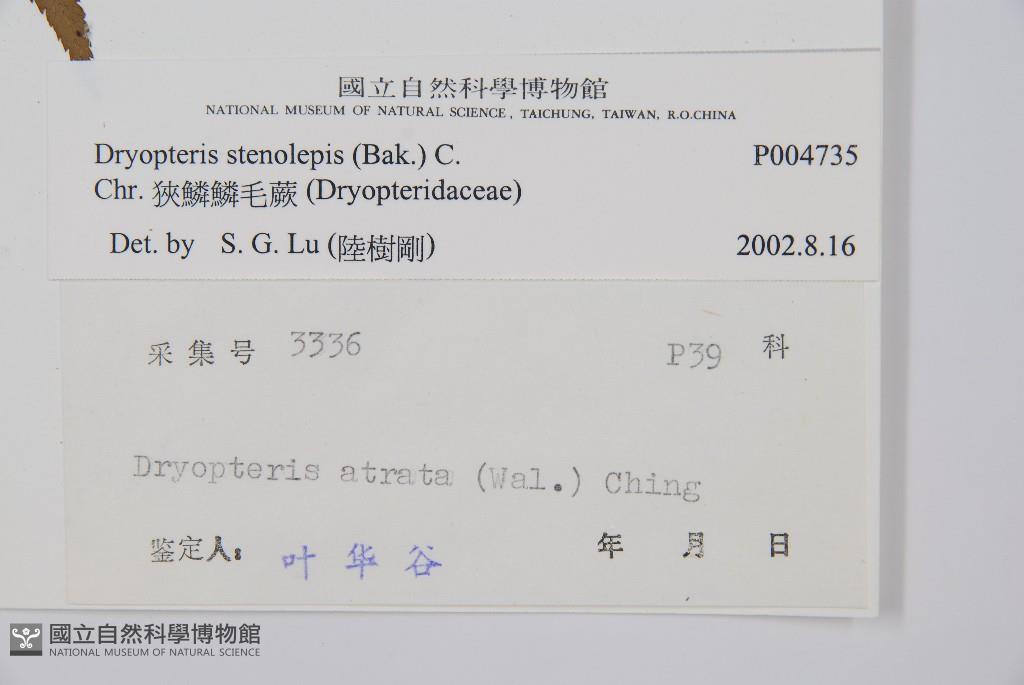 國立自然科學博物館
NATIONAL MUSEUM OF NATURAL SCIENCE, TAICHUNG, TAIWAN, R.O.CHINA
Dryopteris stenolepis (Bak.) C. P004735
Chr. 狹鱗鱗毛蕨 (Dryopteridaceae)
Det. by S. G. Lu (陸樹剛) 2002.8.16
采集号 3336 P39 科
Dryopteris atrata (Wal.) Ching
鉴定人: 叶华谷 年 月 日
國立自然科學博物館
NATIONAL MUSEUM OF NATURAL SCIENCE